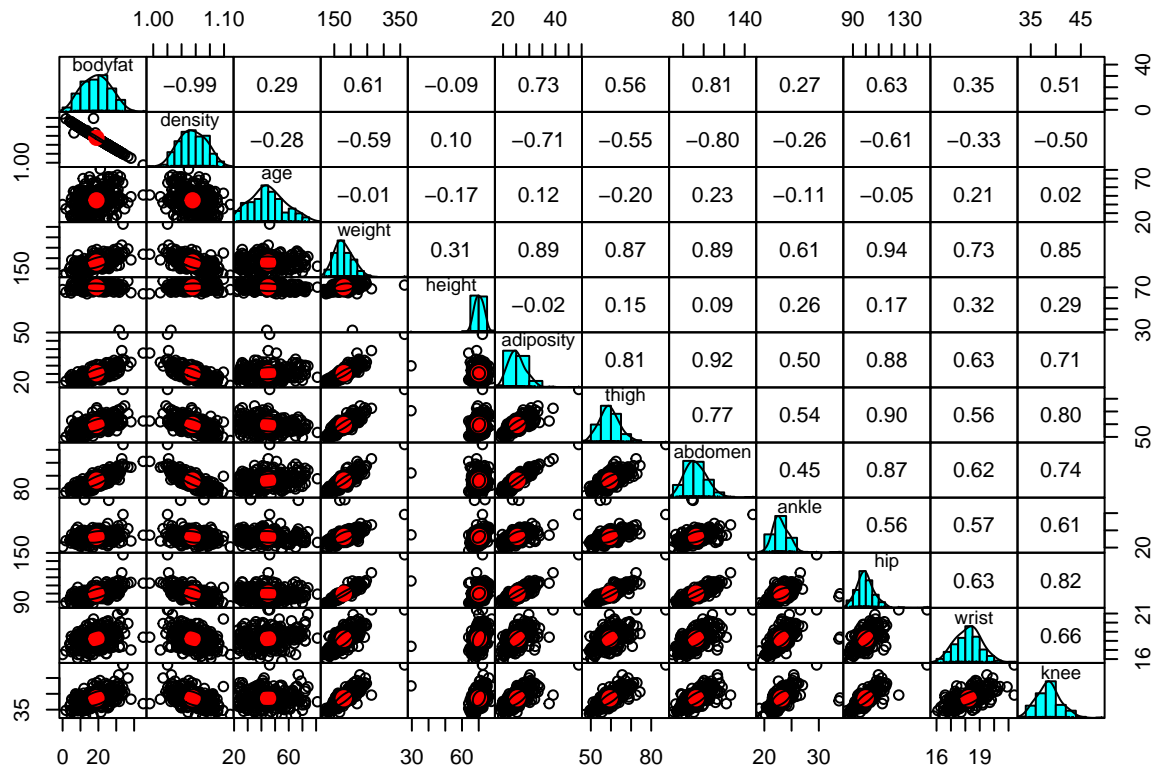 1.00 1.10 150 350 20 40 80 140 90 130 35 45
bodyfat −0.99 0.29 0.61 −0.09 0.73 0.56 0.81 0.27 0.63 0.35 0.51 0 40
1.00 density −0.28 −0.59 0.10 −0.71 −0.55 −0.80 −0.26 −0.61 −0.33 −0.50
age −0.01 −0.17 0.12 −0.20 0.23 −0.11 −0.05 0.21 0.02 20 70
150 weight 0.31 0.89 0.87 0.89 0.61 0.94 0.73 0.85
height −0.02 0.15 0.09 0.26 0.17 0.32 0.29 30 70
20 50 adiposity 0.81 0.92 0.50 0.88 0.63 0.71
thigh 0.77 0.54 0.90 0.56 0.80 50
80 abdomen 0.45 0.87 0.62 0.74
ankle 0.56 0.57 0.61 20
90 150 hip 0.63 0.82
wrist 0.66 16 21
35 knee
0 20 20 60 30 60 50 80 20 30 16 19